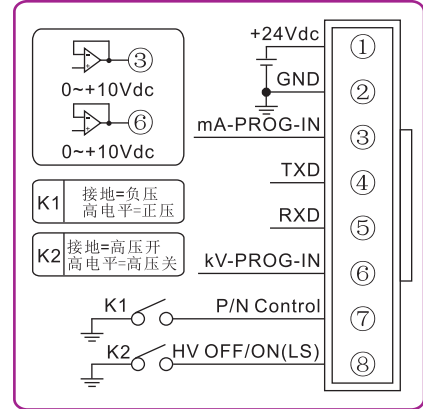 ③
0~+10Vdc
⑥
0~+10Vdc
K1
接地=负压
高电平=正压
K2
接地=高压开
高电平=高压关
+24Vdc
①
GND
②
mA-PROG-IN
③
TXD
④
RXD
⑤
kV-PROG-IN
⑥
K1
P/N Control
⑦
K2
HV OFF/ON(LS)
⑧